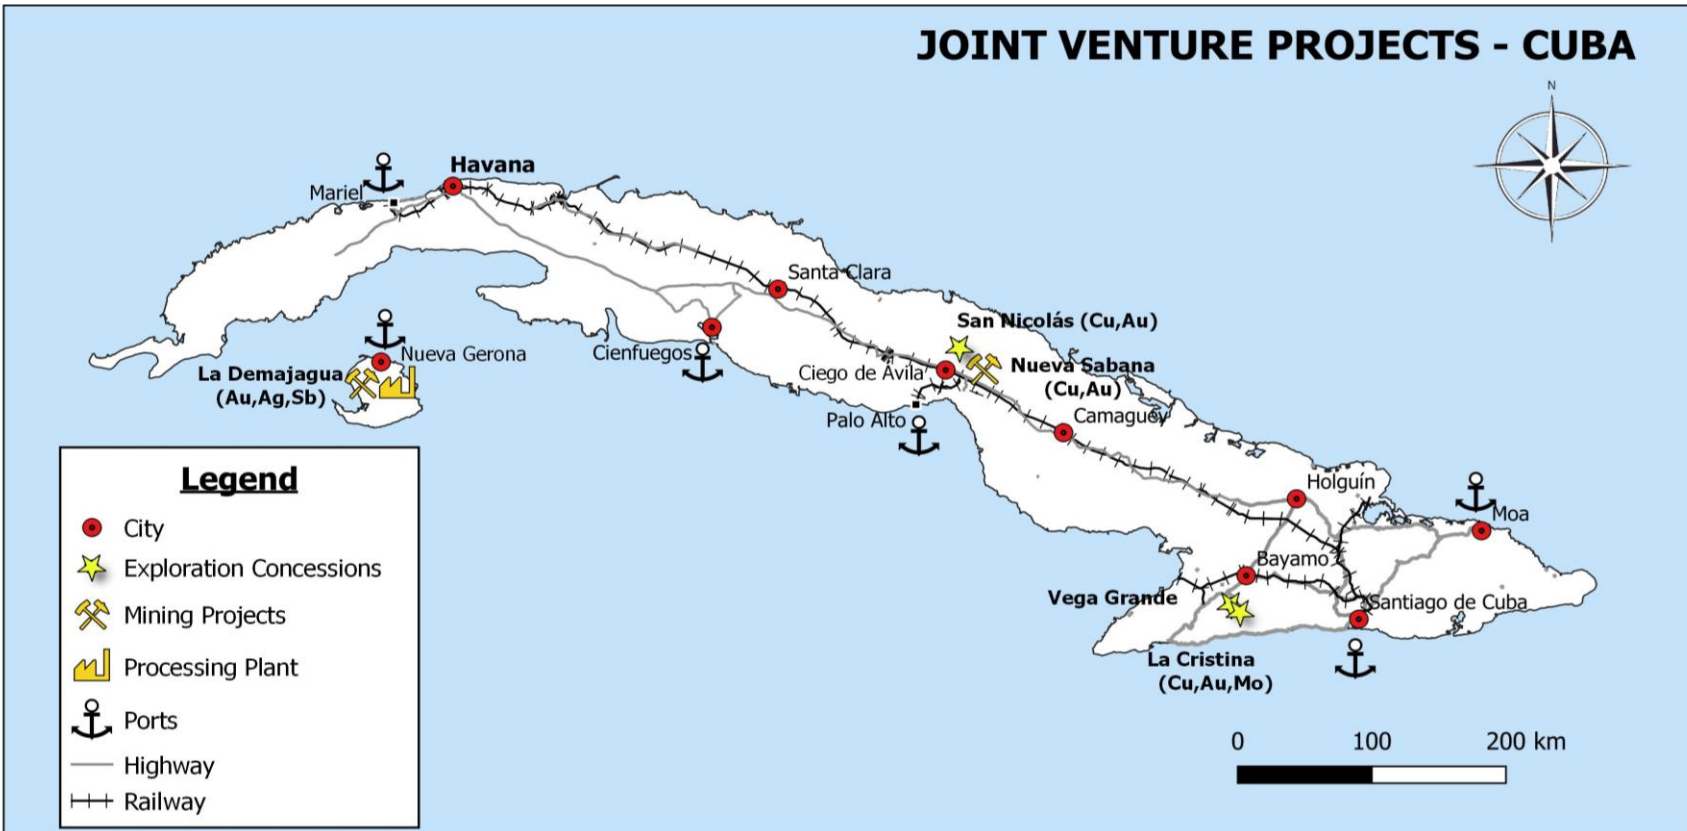 JOINT VENTURE PROJECTS - CUBA
N
Havana
Mariel
Santa Clara
San Nicolás (Cu,Au)
Nueva Gerona
Cienfuegos
La Demajagua
(Au,Ag,Sb)
Ciego de Ávila
Nueva Sabana
(Cu,Au)
Palo Alto
Camaguey
Holguín
Moa
Bayamo
Vega Grande
Santiago de Cuba
La Cristina
(Cu,Au,Mo)
Legend
City
Exploration Concessions
Mining Projects
Processing Plant
Ports
Highway
Railway
0 100 200 km